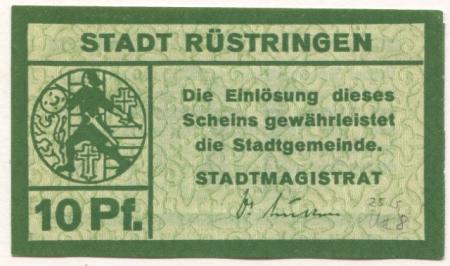 STADT RÜSTRINGEN
Die Einlösung dieses
Scheins gewährleistet
die Stadtgemeinde.
STADTMAGISTRAT
10 Pf.